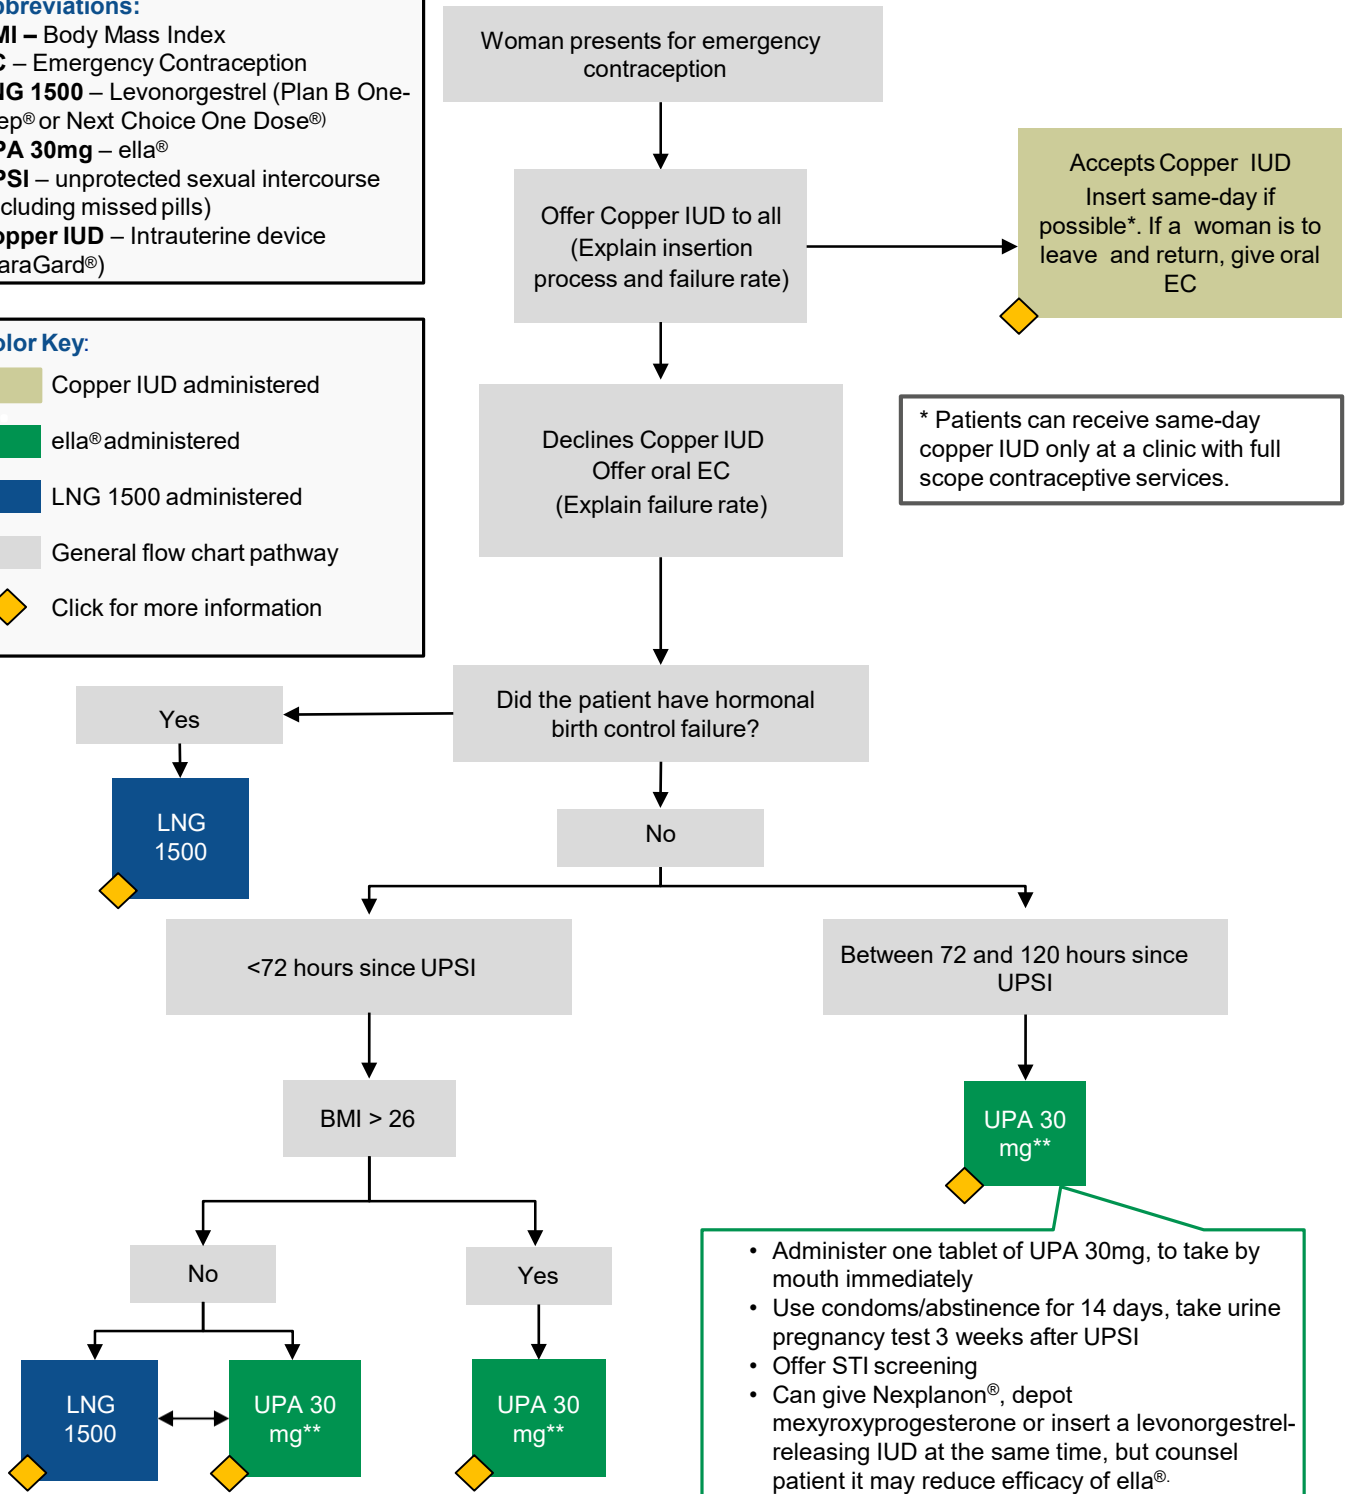 bbreviations:
MI – Body Mass Index
C – Emergency Contraception
NG 1500 – Levonorgestrel (Plan B One-
ep® or Next Choice One Dose®)
PA 30mg – ella®
PSI – unprotected sexual intercourse
cluding missed pills)
opper IUD – Intrauterine device
araGard®)
olor Key:
Copper IUD administered
ella® administered
LNG 1500 administered
General flow chart pathway
Click for more information
Woman presents for emergency
contraception
Offer Copper IUD to all
(Explain insertion
process and failure rate)
Accepts Copper IUD
Insert same-day if
possible*. If a woman is to
leave and return, give oral
EC
* Patients can receive same-day
copper IUD only at a clinic with full
scope contraceptive services.
Declines Copper IUD
Offer oral EC
(Explain failure rate)
Did the patient have hormonal
birth control failure?
Yes
LNG
1500
No
<72 hours since UPSI
Between 72 and 120 hours since
UPSI
BMI > 26
UPA 30
mg**
No
Yes
LNG
1500
UPA 30
mg**
UPA 30
mg**
• Administer one tablet of UPA 30mg, to take by
mouth immediately
• Use condoms/abstinence for 14 days, take urine
pregnancy test 3 weeks after UPSI
• Offer STI screening
• Can give Nexplanon®, depot
mexyroxyprogesterone or insert a levonorgestrel-
releasing IUD at the same time, but counsel
patient it may reduce efficacy of ella®.